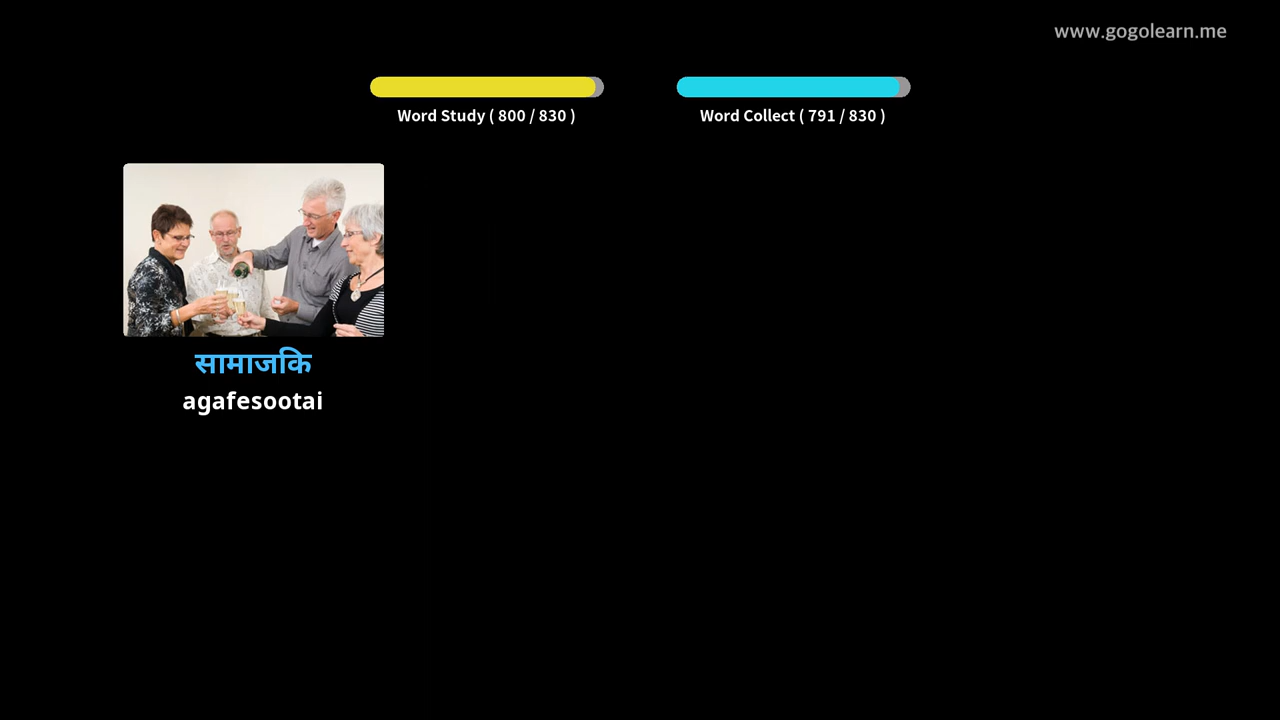 www.gogolearn.me
Word Study ( 800 / 830 )
Word Collect ( 791 / 830 )
सामाजकि
agafesootai